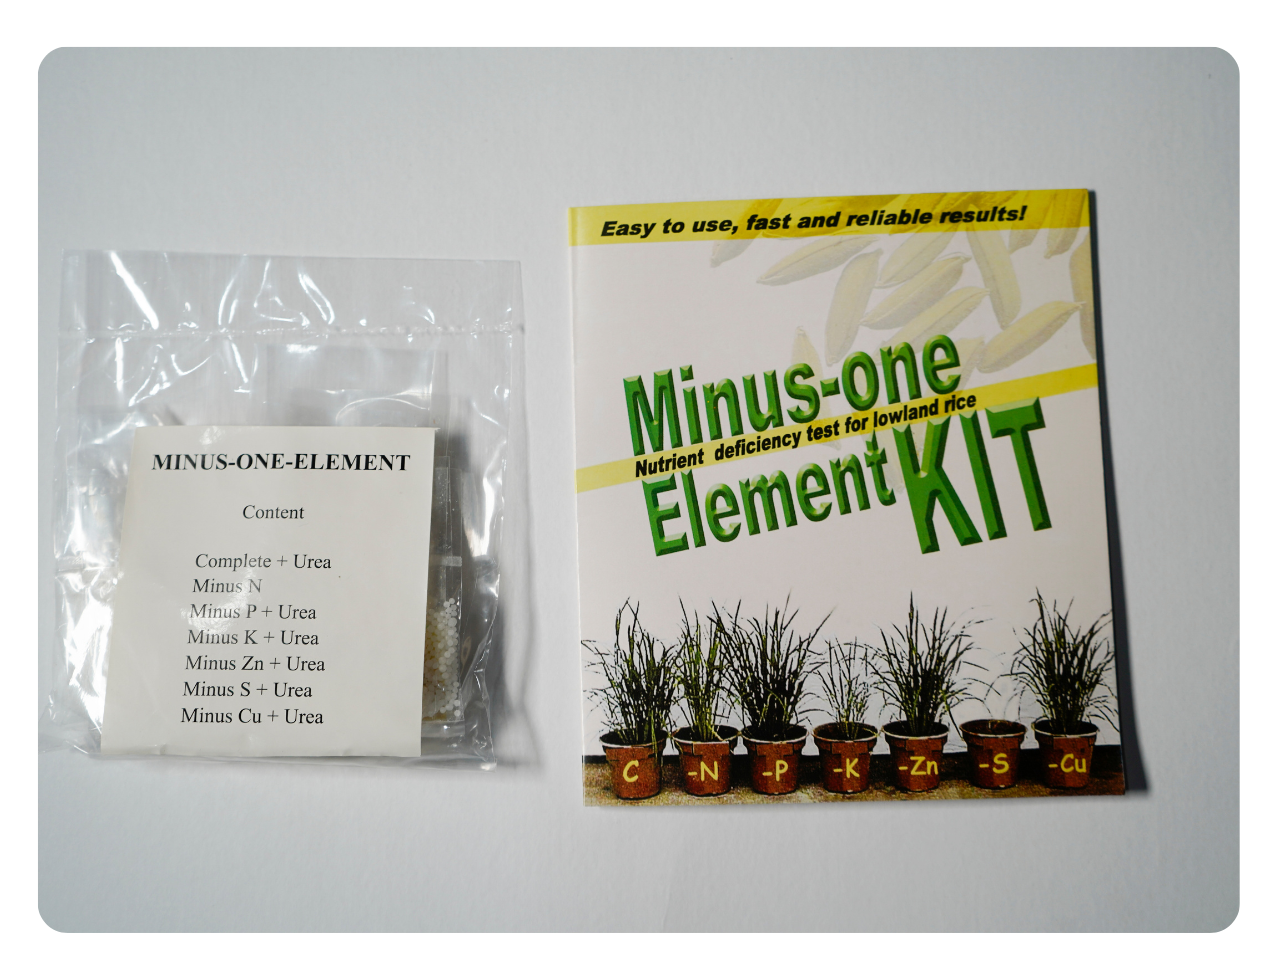 MINUS-ONE-ELEMENT
Content
Complete + Urea
Minus N
Minus P + Urea
Minus K + Urea
Minus Zn + Urea
Minus S + Urea
Minus Cu + Urea
Easy to use, fast and reliable results!
Minus-one
Nutrient deficiency test for lowland rice
Element KIT
C -N -P -K -Zn -S -Cu